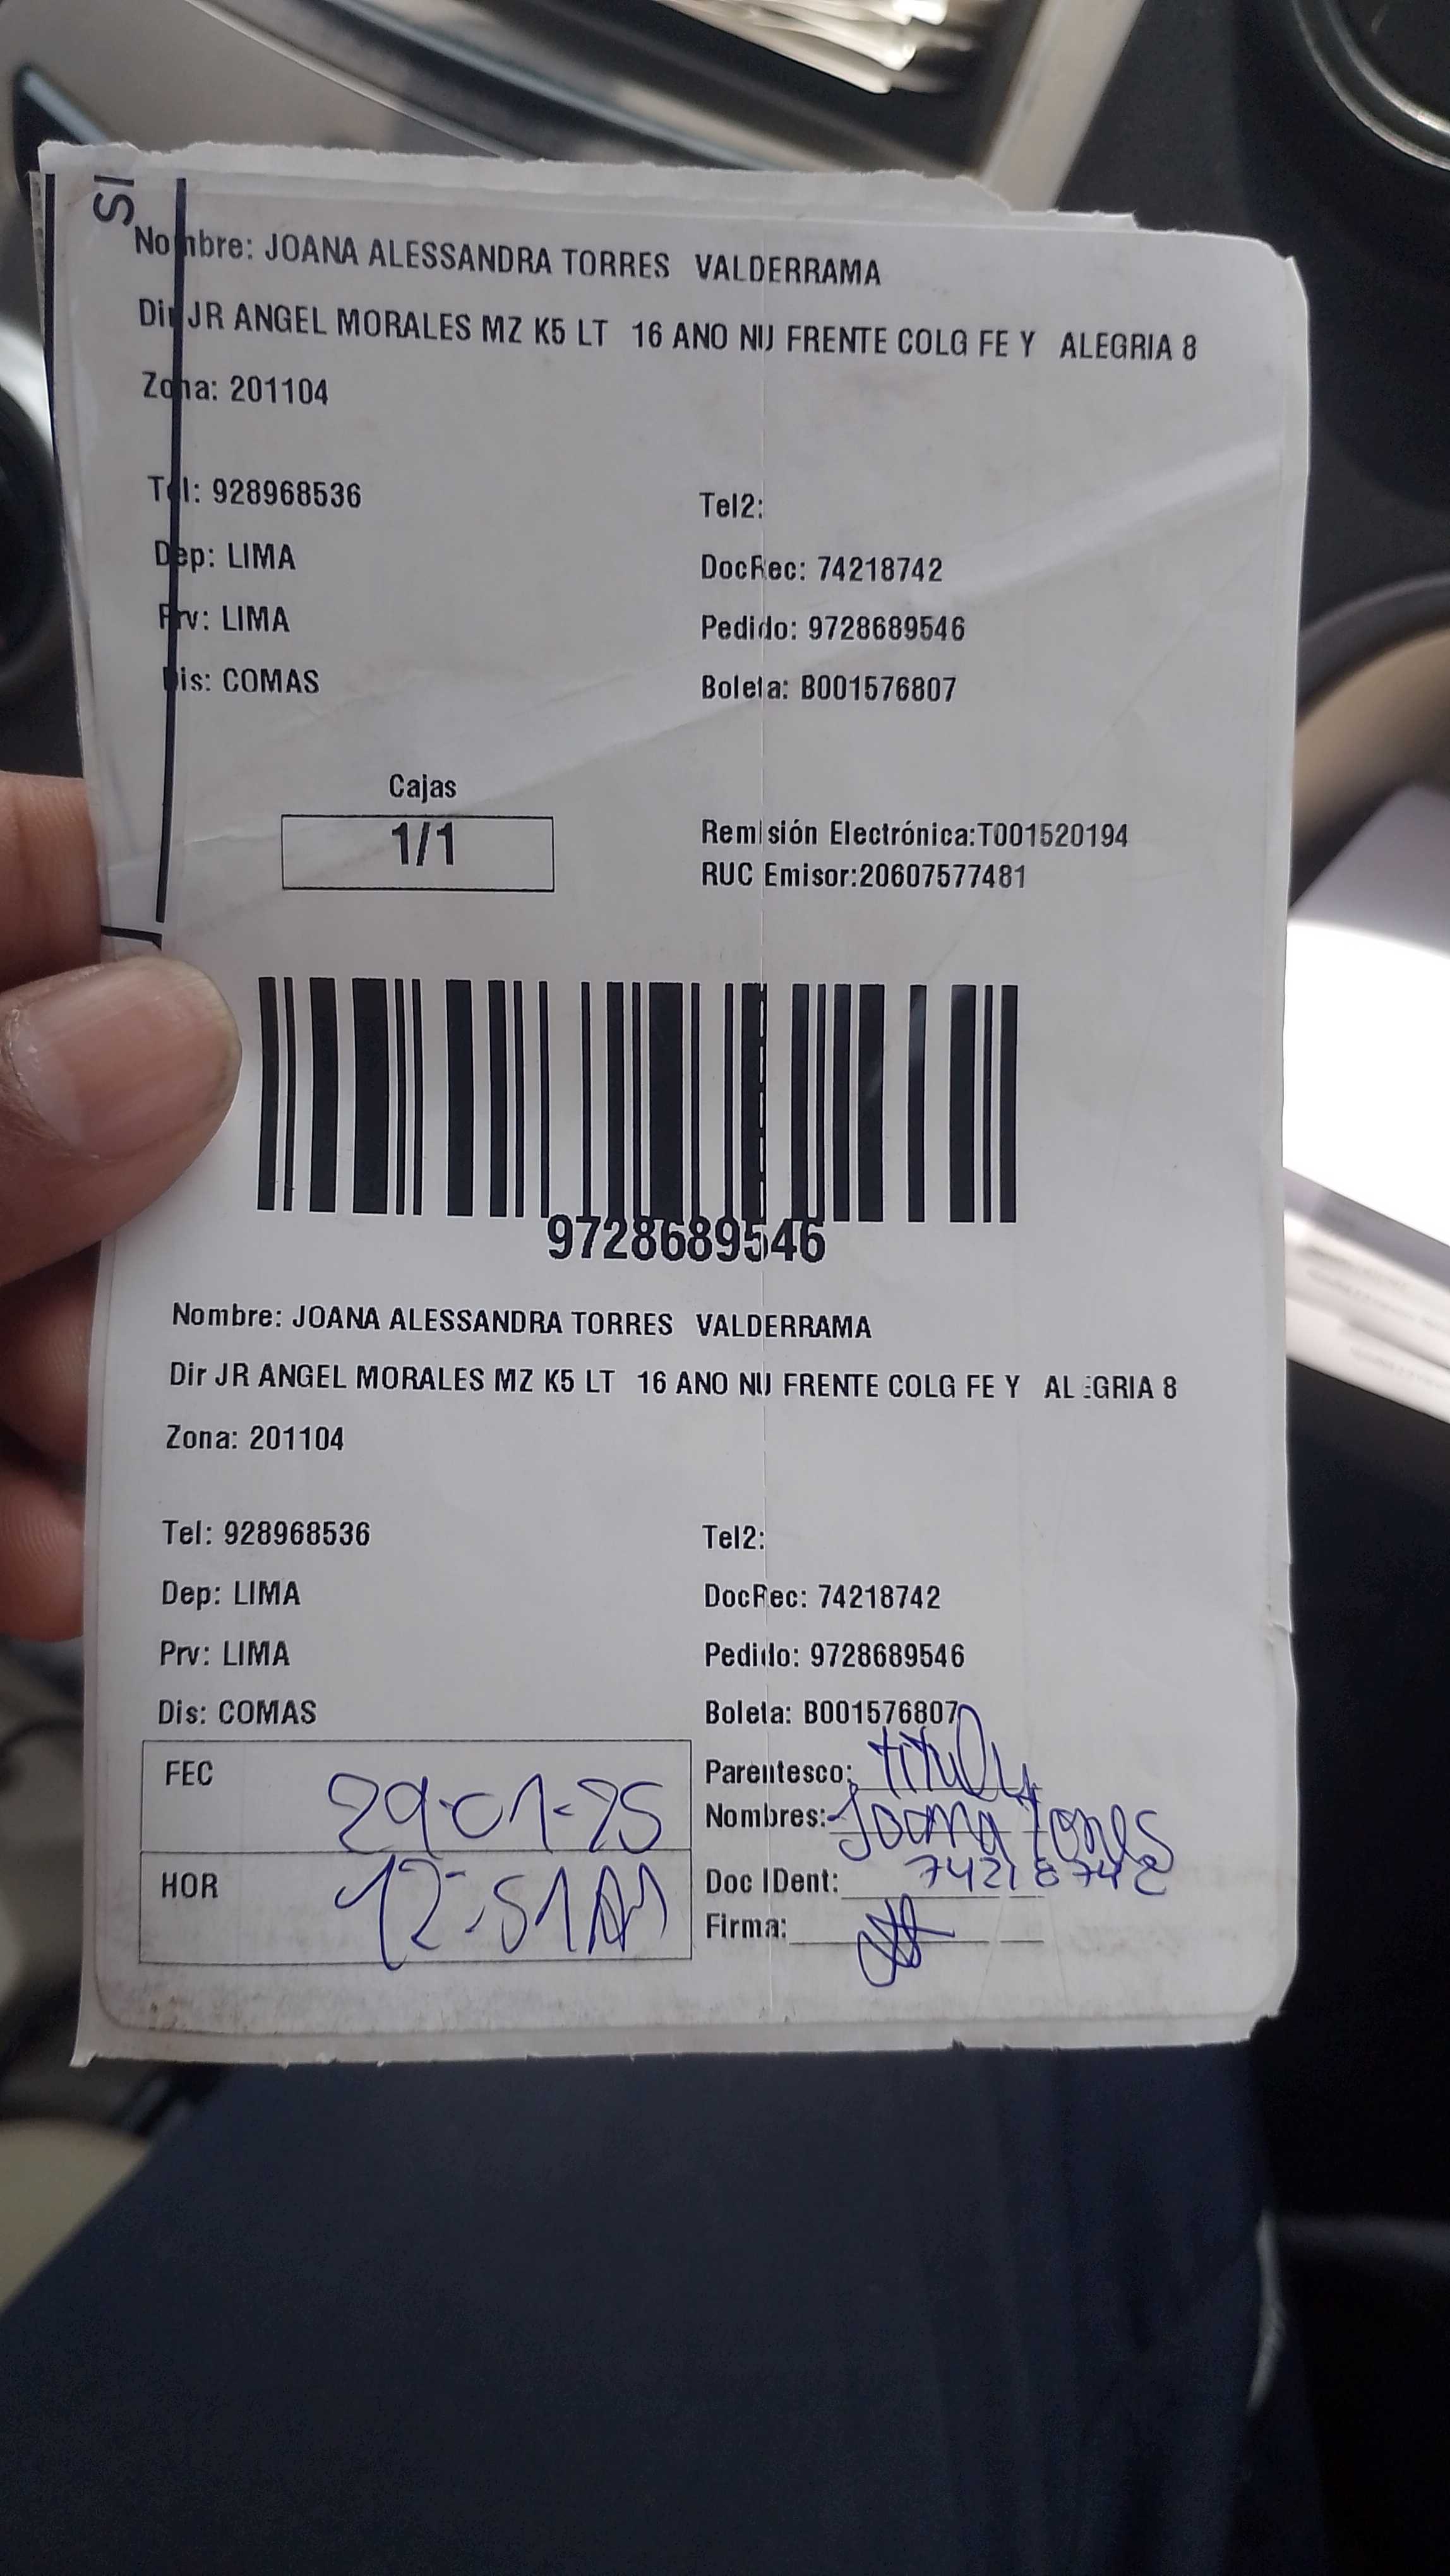 SI
Nombre: JOANA ALESSANDRA TORRES VALDERRAMA
Dir JR ANGEL MORALES MZ K5 LT 16 ANO NU FRENTE COLG FE Y ALEGRIA 8
Zona: 201104
Tel: 928968536 Tel2:
Dep: LIMA DocRec: 74218742
Prv: LIMA Pedido: 9728689546
Dis: COMAS Boleta: B001576807
Cajas
1/1
Remisión Electrónica:T001520194
RUC Emisor:20607577481
9728689546
Nombre: JOANA ALESSANDRA TORRES VALDERRAMA
Dir JR ANGEL MORALES MZ K5 LT 16 ANO NU FRENTE COLG FE Y ALEGRIA 8
Zona: 201104
Tel: 928968536 Tel2:
Dep: LIMA DocRec: 74218742
Prv: LIMA Pedido: 9728689546
Dis: COMAS Boleta: B001576807
FEC 29-01-25 Parentesco: titular
Nombres: Joana Torres
HOR 12:51 Doc IDent: 74218742
Firma: